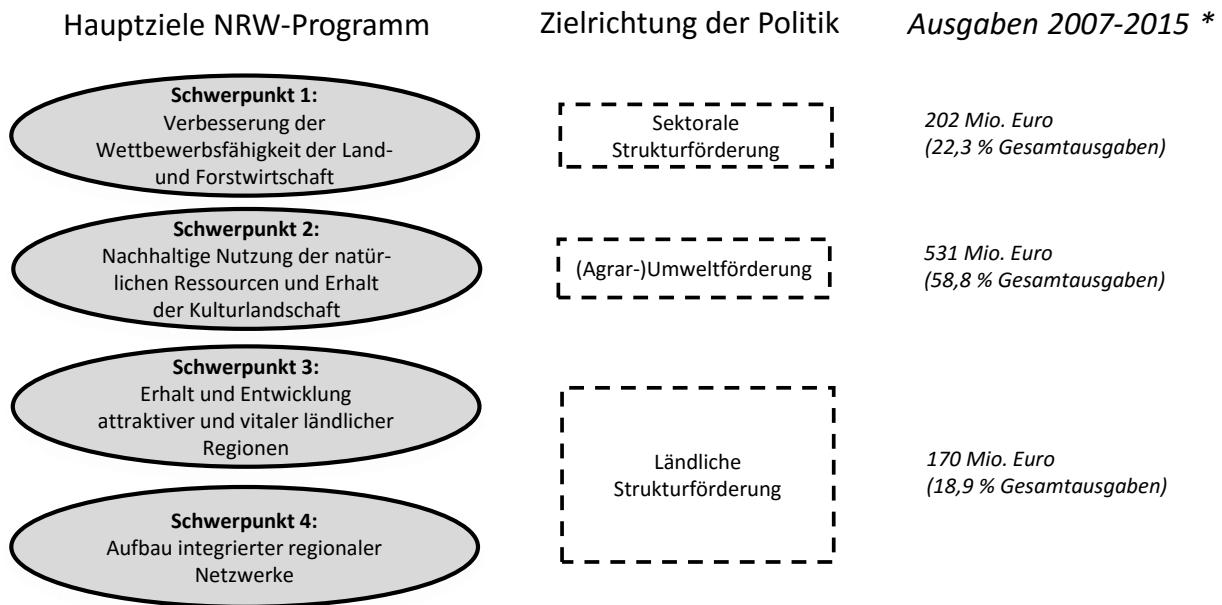 Hauptziele NRW-Programm
Zielrichtung der Politik
Ausgaben 2007-2015 *
Schwerpunkt 1:
Verbesserung der
Wettbewerbsfähigkeit der Land-
und Forstwirtschaft
Sektorale
Strukturförderung
202 Mio. Euro
(22,3 % Gesamtausgaben)
Schwerpunkt 2:
Nachhaltige Nutzung der natür-
lichen Ressourcen und Erhalt
der Kulturlandschaft
(Agrar-)Umweltförderung
531 Mio. Euro
(58,8 % Gesamtausgaben)
Schwerpunkt 3:
Erhalt und Entwicklung
attraktiver und vitaler ländlicher
Regionen
Schwerpunkt 4:
Aufbau integrierter regionaler
Netzwerke
Ländliche
Strukturförderung
170 Mio. Euro
(18,9 % Gesamtausgaben)